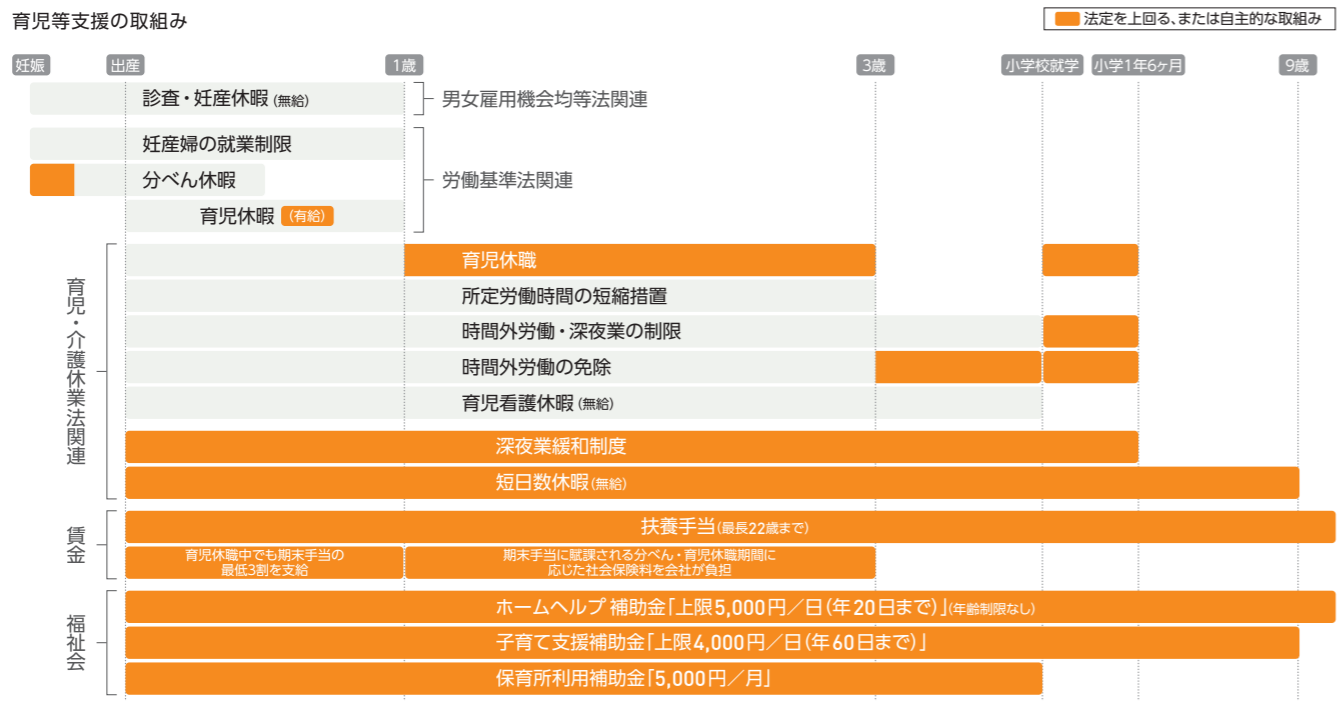 育児等支援の取組み
法定を上回る、または自主的な取組み
妊娠 出産 1歳 3歳 小学校就学 小学1年6ヶ月 9歳
診査・妊産休暇(無給)
男女雇用機会均等法関連
妊産婦の就業制限
分べん休暇
育児休暇(有給)
労働基準法関連
育児・介護休業法関連
育児休職
所定労働時間の短縮措置
時間外労働・深夜業の制限
時間外労働の免除
育児看護休暇(無給)
深夜業緩和制度
短日数休暇(無給)
賃金
扶養手当(最長22歳まで)
育児休職中でも期末手当の
最低3割を支給
期末手当に賦課される分べん・育児休職期間に
応じた社会保険料を会社が負担
福祉会
ホームヘルプ補助金「上限5,000円／日(年20日まで)」(年齢制限なし)
子育て支援補助金「上限4,000円／日(年60日まで)」
保育所利用補助金「5,000円／月」